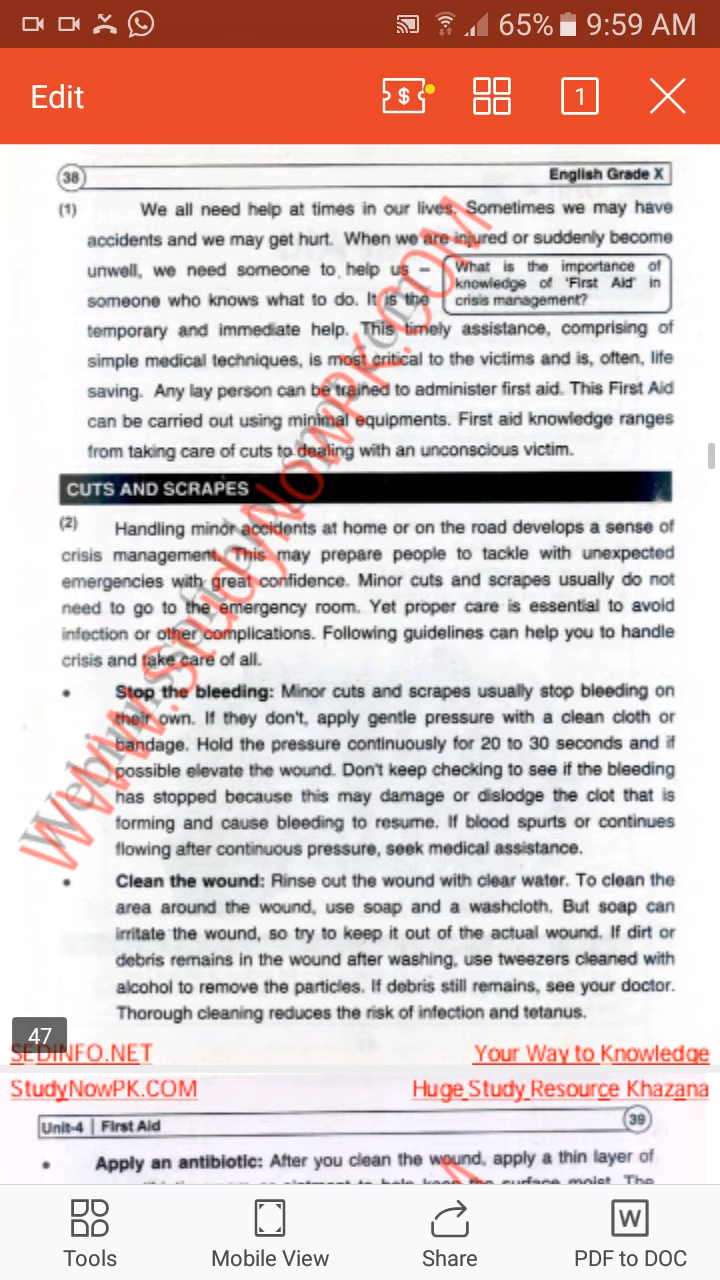 65% 9:59 AM
Edit
$
1
38 English Grade X
(1) We all need help at times in our lives. Sometimes we may have
accidents and we may get hurt. When we are injured or suddenly become
unwell, we need someone to help us –
someone who knows what to do. It is the
What is the importance of
knowledge of 'First Aid' in
crisis management?
temporary and immediate help. This timely assistance, comprising of
simple medical techniques, is most critical to the victims and is, often, life
saving. Any lay person can be trained to administer first aid. This First Aid
can be carried out using minimal equipments. First aid knowledge ranges
from taking care of cuts to dealing with an unconscious victim.
CUTS AND SCRAPES
(2) Handling minor accidents at home or on the road develops a sense of
crisis management. This may prepare people to tackle with unexpected
emergencies with great confidence. Minor cuts and scrapes usually do not
need to go to the emergency room. Yet proper care is essential to avoid
infection or other complications. Following guidelines can help you to handle
crisis and take care of all.
• Stop the bleeding: Minor cuts and scrapes usually stop bleeding on
their own. If they don't, apply gentle pressure with a clean cloth or
bandage. Hold the pressure continuously for 20 to 30 seconds and if
possible elevate the wound. Don't keep checking to see if the bleeding
has stopped because this may damage or dislodge the clot that is
forming and cause bleeding to resume. If blood spurts or continues
flowing after continuous pressure, seek medical assistance.
• Clean the wound: Rinse out the wound with clear water. To clean the
area around the wound, use soap and a washcloth. But soap can
irritate the wound, so try to keep it out of the actual wound. If dirt or
debris remains in the wound after washing, use tweezers cleaned with
alcohol to remove the particles. If debris still remains, see your doctor.
Thorough cleaning reduces the risk of infection and tetanus.
WWW.StudyNowPK.COM
47
SEDiNFO.NET Your Way to Knowledge
StudyNowPK.COM Huge Study Resource Khazana
Unit-4 | First Aid 39
• Apply an antibiotic: After you clean the wound, apply a thin layer of
surface moist. The
Tools Mobile View Share PDF to DOC
W